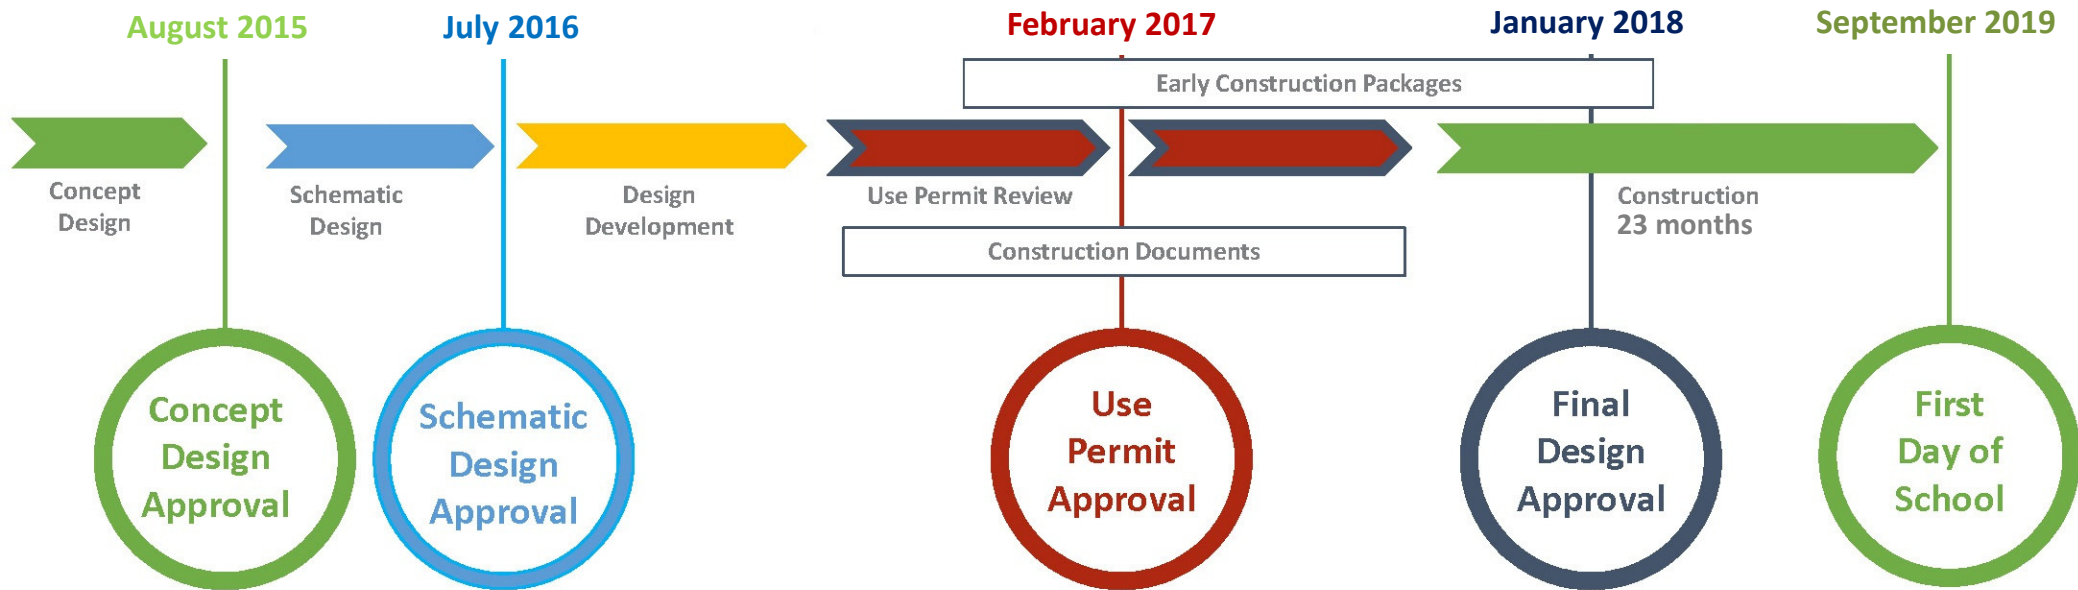 August 2015
July 2016
February 2017
January 2018
September 2019
Early Construction Packages
Concept
Design
Schematic
Design
Design
Development
Use Permit Review
Construction
23 months
Construction Documents
Concept
Design
Approval
Schematic
Design
Approval
Use
Permit
Approval
Final
Design
Approval
First
Day of
School